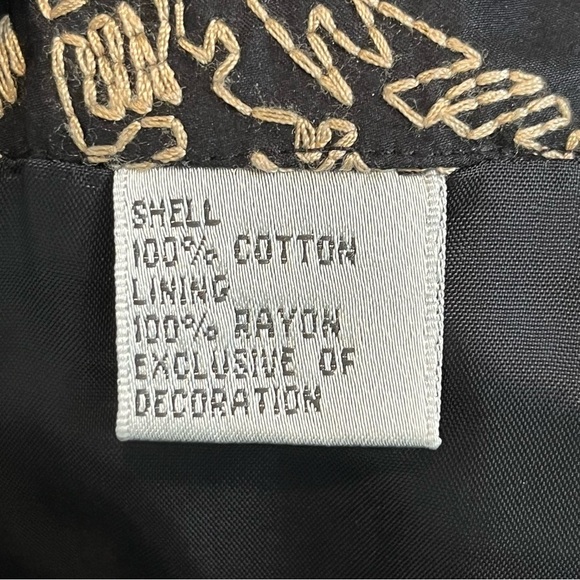 SHELL
100% COTTON
LINING
100% RAYON
EXCLUSIVE OF
DECORATION